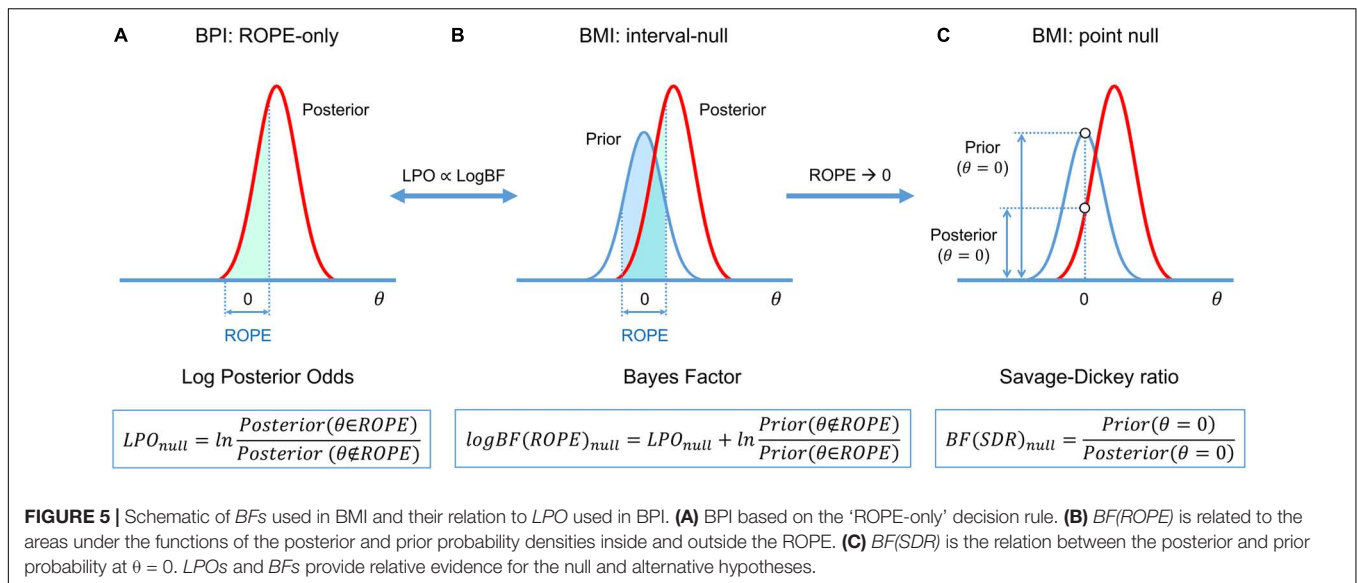 A BPI: ROPE-only
Posterior
0
θ
ROPE
Log Posterior Odds
LPO_null = ln Posterior(θ∈ROPE) / Posterior (θ∉ROPE)
LPO ∝ LogBF
B BMI: interval-null
Prior
Posterior
0
θ
ROPE
Bayes Factor
logBF(ROPE)_null = LPO_null + ln Prior(θ∉ROPE) / Prior(θ∈ROPE)
ROPE → 0
C BMI: point null
Prior
(θ = 0)
Posterior
(θ = 0)
0
θ
Savage-Dickey ratio
BF(SDR)_null = Prior(θ = 0) / Posterior(θ = 0)
FIGURE 5 | Schematic of BFs used in BMI and their relation to LPO used in BPI. (A) BPI based on the ‘ROPE-only’ decision rule. (B) BF(ROPE) is related to the
areas under the functions of the posterior and prior probability densities inside and outside the ROPE. (C) BF(SDR) is the relation between the posterior and prior
probability at θ = 0. LPOs and BFs provide relative evidence for the null and alternative hypotheses.